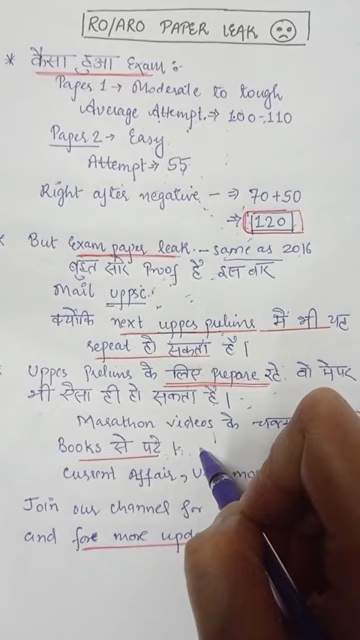 RO/ARO PAPER LEAK ☹
* कैसा हुआ Exam :-
Paper 1 → Moderate to tough
Average Attempt. → 100-110
Paper 2 → Easy
Attempt → 55
Right after negative - → 70+50
→ 120
But Exam paper leak - same as 2016
बहुत सारे Proof हैं इस बार
Mail UPPSC
क्योंकि next uppcs prelims में भी यह
repeat हो सकता है।
UPPCS Prelims के लिए prepare रहे वो पेपर
भी ऐसा ही हो सकता है।
Marathon videos के
Books से पढे
Current Affair,
Join our channel for
and fore more